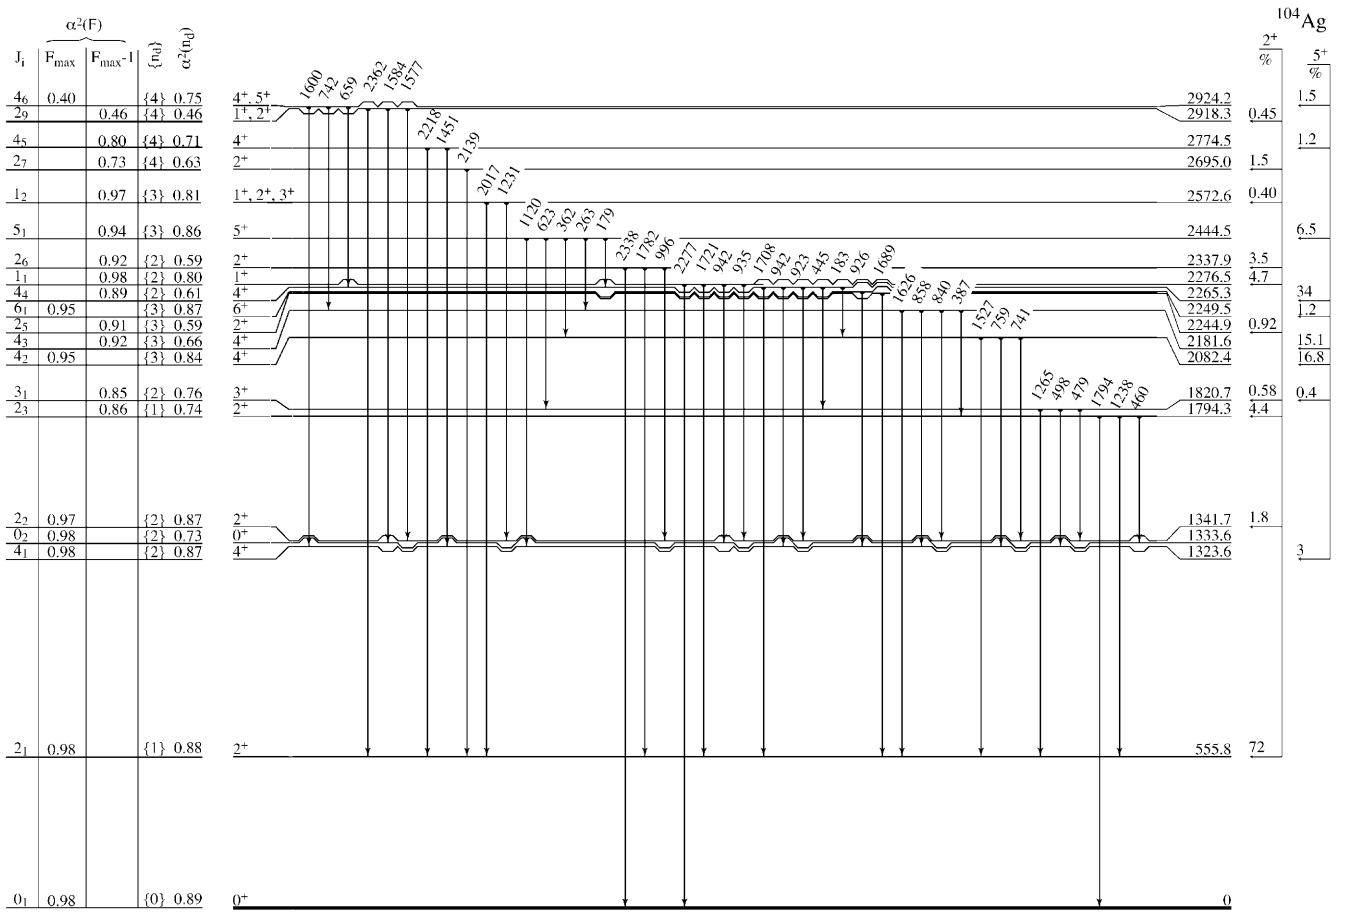 104Ag
α²(F)
2⁺ 5⁺
Jᵢ Fmax Fmax-1 {nd} α²(nd) % %
1600 742 659 2362 1584 1577
4₆ 0.40 {4} 0.75 4⁺, 5⁺ 2924.2 1.5
2₉ 0.46 {4} 0.46 1⁺, 2⁺ 2918.3 0.45
2218 1451 2139
4₅ 0.80 {4} 0.71 4⁺ 2774.5 1.2
2₇ 0.73 {4} 0.63 2⁺ 2695.0 1.5
2017 1231
1₂ 0.97 {3} 0.81 1⁺, 2⁺, 3⁺ 2572.6 0.40
1120 623 362 263 179
5₁ 0.94 {3} 0.86 5⁺ 2444.5 6.5
2338 1782 996 2277 1721 942 935 1708 942 923 445 183 926 1689
2₆ 0.92 {2} 0.59 2⁺ 2337.9 3.5
1₁ 0.98 {2} 0.80 1⁺ 2276.5 4.7
4₄ 0.89 {2} 0.61 4⁺ 2265.3 34
1626 858 840 387
6₁ 0.95 {3} 0.87 6⁺ 2249.5 1.2
2₅ 0.91 {3} 0.59 2⁺ 2244.9 0.92
1527 759 741
4₃ 0.92 {3} 0.66 4⁺ 2181.6 15.1
4₂ 0.95 {3} 0.84 4⁺ 2082.4 16.8
1265 498 479 1794 1238 460
3₁ 0.85 {2} 0.76 3⁺ 1820.7 0.58 0.4
2₃ 0.86 {1} 0.74 2⁺ 1794.3 4.4
2₂ 0.97 {2} 0.87 2⁺ 1341.7 1.8
0₂ 0.98 {2} 0.73 0⁺ 1333.6
4₁ 0.98 {2} 0.87 4⁺ 1323.6 3
2₁ 0.98 {1} 0.88 2⁺ 555.8 72
0₁ 0.98 {0} 0.89 0⁺ 0